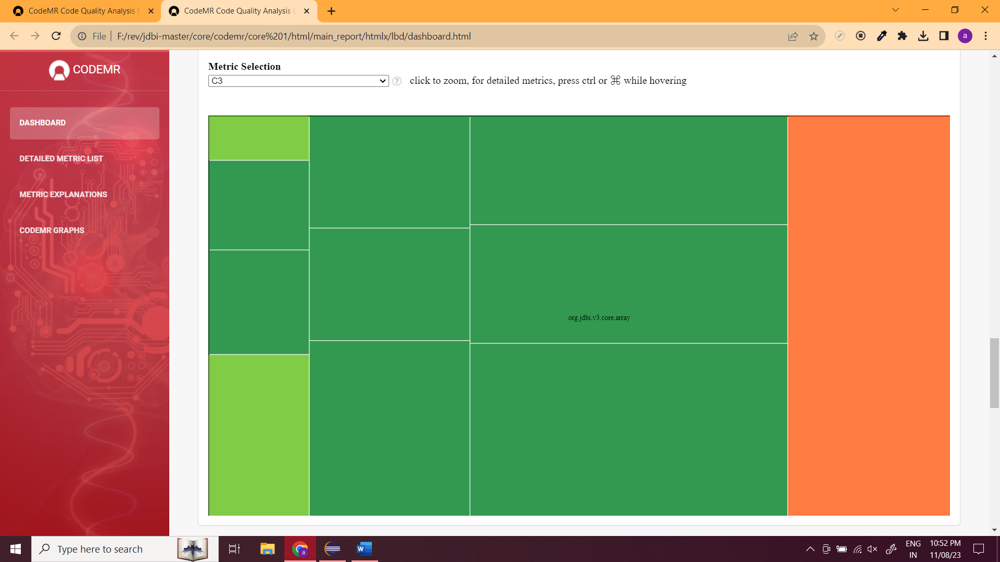 CodeMR Code Quality Analysis
CodeMR Code Quality Analysis
File
F:/rev/jdbi-master/core/codemr/core%201/html/main_report/htmlx/lbd/dashboard.html
a
CODEMR
DASHBOARD
DETAILED METRIC LIST
METRIC EXPLANATIONS
CODEMR GRAPHS
Metric Selection
C3
? click to zoom, for detailed metrics, press ctrl or ⌘ while hovering
org.jdbi.v3.core.array
Type here to search
a
W
ENG
IN
10:52 PM
11/08/23